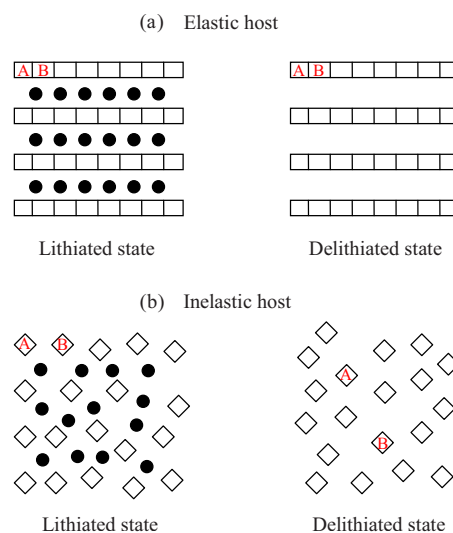 (a) Elastic host
A B
A B
Lithiated state
Delithiated state
(b) Inelastic host
A B
A
B
Lithiated state
Delithiated state